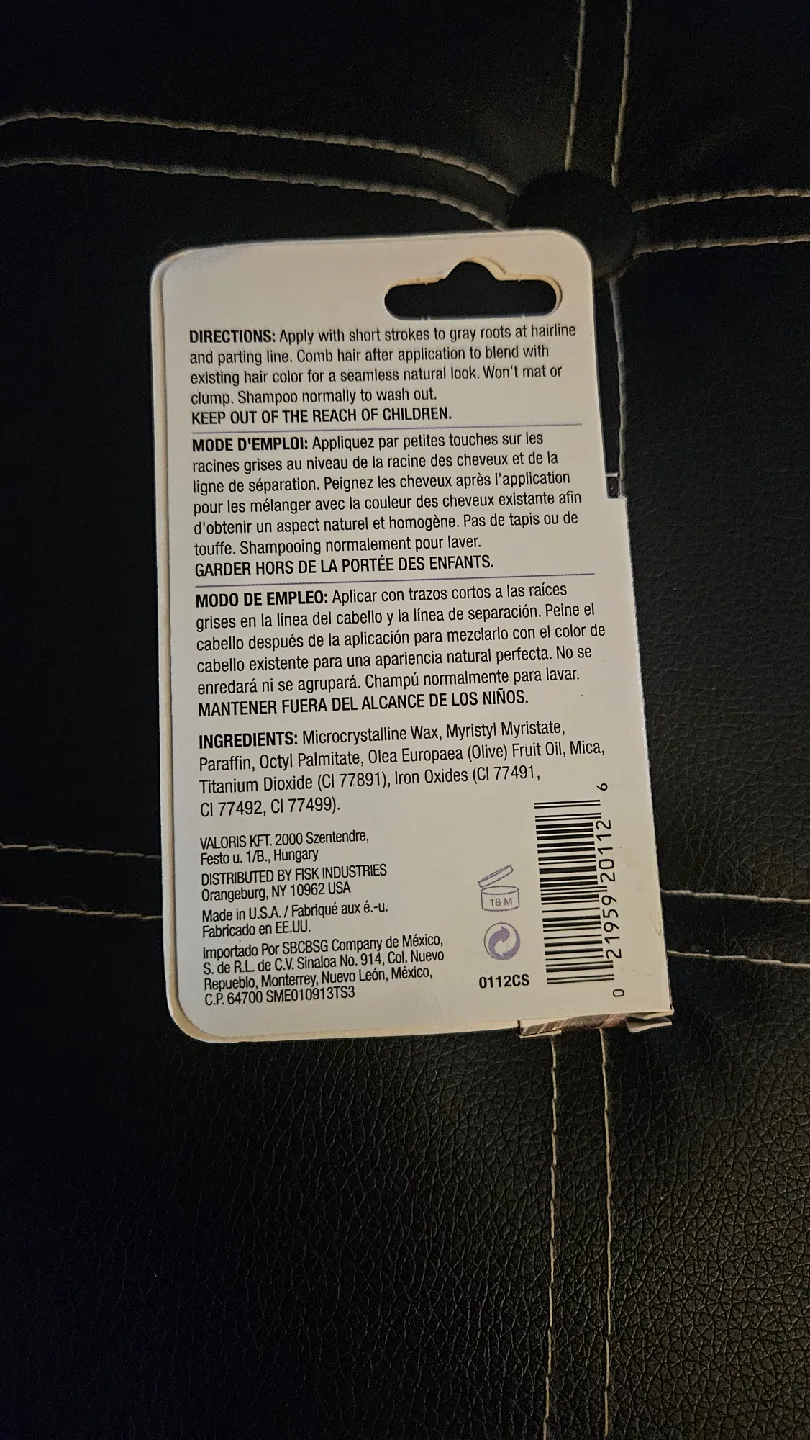 DIRECTIONS: Apply with short strokes to gray roots at hairline
and parting line. Comb hair after application to blend with
existing hair color for a seamless natural look. Won't mat or
clump. Shampoo normally to wash out.
KEEP OUT OF THE REACH OF CHILDREN.
MODE D'EMPLOI: Appliquez par petites touches sur les
racines grises au niveau de la racine des cheveux et de la
ligne de séparation. Peignez les cheveux après l'application
pour les mélanger avec la couleur des cheveux existante afin
d'obtenir un aspect naturel et homogène. Pas de tapis ou de
touffe. Shampooing normalement pour laver.
GARDER HORS DE LA PORTÉE DES ENFANTS.
MODO DE EMPLEO: Aplicar con trazos cortos a las raíces
grises en la línea del cabello y la línea de separación. Peine el
cabello después de la aplicación para mezclarlo con el color de
cabello existente para una apariencia natural perfecta. No se
enredará ni se agrupará. Champú normalmente para lavar.
MANTENER FUERA DEL ALCANCE DE LOS NIÑOS.
INGREDIENTS: Microcrystalline Wax, Myristyl Myristate,
Paraffin, Octyl Palmitate, Olea Europaea (Olive) Fruit Oil, Mica,
Titanium Dioxide (CI 77891), Iron Oxides (CI 77491,
CI 77492, CI 77499).
VALORIS KFT. 2000 Szentendre,
Festo u. 1/B., Hungary
DISTRIBUTED BY FISK INDUSTRIES
Orangeburg, NY 10962 USA
Made in U.S.A. / Fabriqué aux é.-u.
Fabricado en EE.UU.
Importado Por SBCBSG Company de México,
S. de R.L. de C.V. Sinaloa No. 914, Col. Nuevo
Repueblo, Monterrey, Nuevo León, México,
C.P. 64700 SME010913TS3
18 M
0112CS
0 21959 20112 6